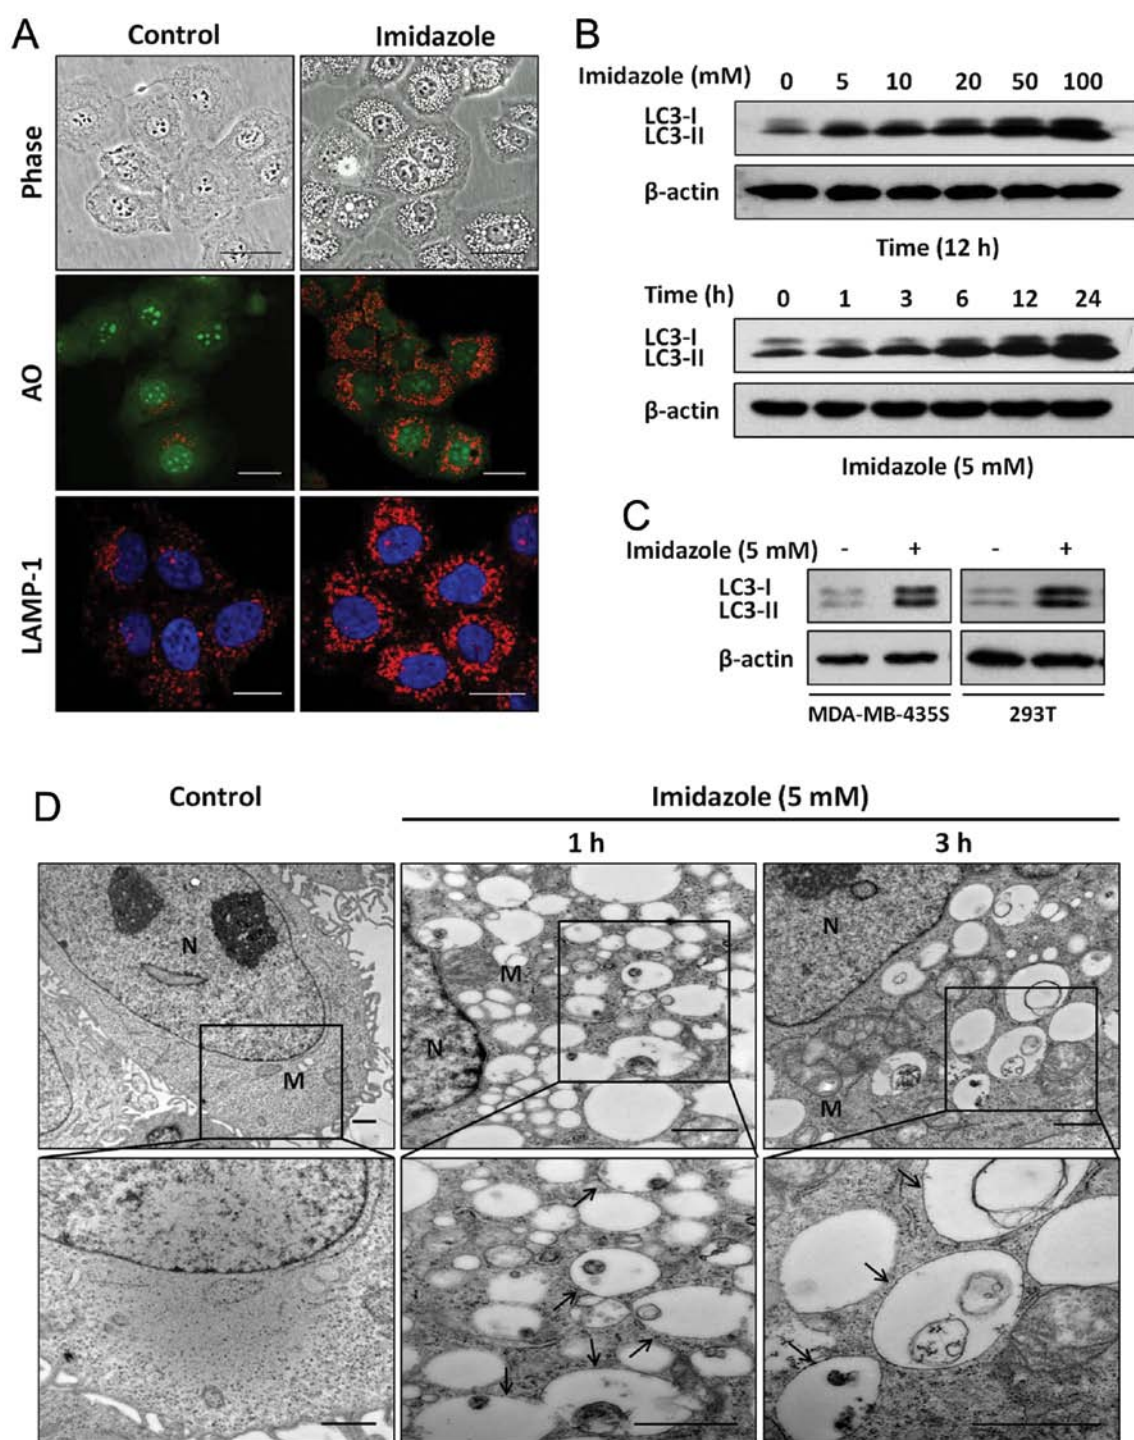 A
Control Imidazole
Phase
AO
LAMP-1
B
Imidazole (mM) 0 5 10 20 50 100
LC3-I
LC3-II
β-actin
Time (12 h)
Time (h) 0 1 3 6 12 24
LC3-I
LC3-II
β-actin
Imidazole (5 mM)
C
Imidazole (5 mM) - + - +
LC3-I
LC3-II
β-actin
MDA-MB-435S 293T
D
Control Imidazole (5 mM)
1 h 3 h
N
M
M
N
N
M